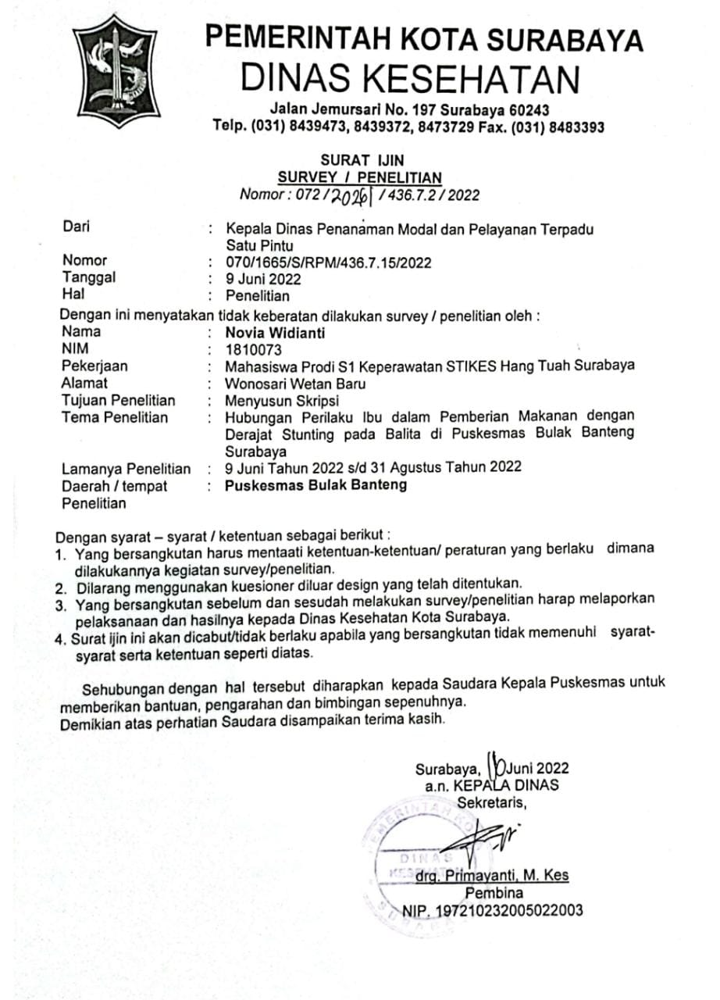 PEMERINTAH KOTA SURABAYA
DINAS KESEHATAN
Jalan Jemursari No. 197 Surabaya 60243
Telp. (031) 8439473, 8439372, 8473729 Fax. (031) 8483393
SURAT IJIN
SURVEY / PENELITIAN
Nomor : 072 / / 436.7.2 / 2022
Dari : Kepala Dinas Penanaman Modal dan Pelayanan Terpadu
Satu Pintu
Nomor : 070/1665/S/RPM/436.7.15/2022
Tanggal : 9 Juni 2022
Hal : Penelitian
Dengan ini menyatakan tidak keberatan dilakukan survey / penelitian oleh :
Nama : Novia Widianti
NIM : 1810073
Pekerjaan : Mahasiswa Prodi S1 Keperawatan STIKES Hang Tuah Surabaya
Alamat : Wonosari Wetan Baru
Tujuan Penelitian : Menyusun Skripsi
Tema Penelitian : Hubungan Perilaku Ibu dalam Pemberian Makanan dengan
Derajat Stunting pada Balita di Puskesmas Bulak Banteng
Surabaya
Lamanya Penelitian : 9 Juni Tahun 2022 s/d 31 Agustus Tahun 2022
Daerah / tempat : Puskesmas Bulak Banteng
Penelitian
Dengan syarat – syarat / ketentuan sebagai berikut :
1. Yang bersangkutan harus mentaati ketentuan-ketentuan/ peraturan yang berlaku dimana
dilakukannya kegiatan survey/penelitian.
2. Dilarang menggunakan kuesioner diluar design yang telah ditentukan.
3. Yang bersangkutan sebelum dan sesudah melakukan survey/penelitian harap melaporkan
pelaksanaan dan hasilnya kepada Dinas Kesehatan Kota Surabaya.
4. Surat ijin ini akan dicabut/tidak berlaku apabila yang bersangkutan tidak memenuhi syarat-
syarat serta ketentuan seperti diatas.
Sehubungan dengan hal tersebut diharapkan kepada Saudara Kepala Puskesmas untuk
memberikan bantuan, pengarahan dan bimbingan sepenuhnya.
Demikian atas perhatian Saudara disampaikan terima kasih.
Surabaya, Juni 2022
a.n. KEPALA DINAS
Sekretaris,
PEMERINTAH KO
DINAS
KESEHATAN
SURABA
drg. Primayanti, M. Kes
Pembina
NIP. 197210232005022003